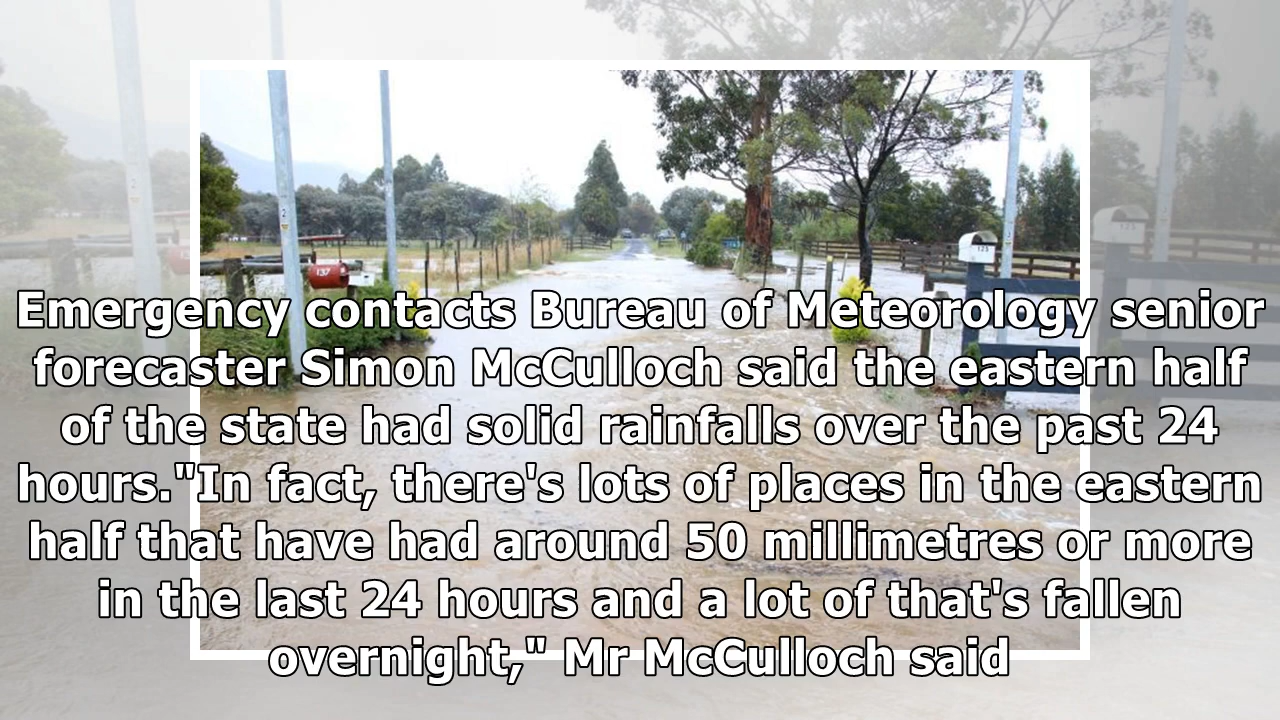 137
125
Emergency contacts Bureau of Meteorology senior
forecaster Simon McCulloch said the eastern half
of the state had solid rainfalls over the past 24
hours."In fact, there's lots of places in the eastern
half that have had around 50 millimetres or more
in the last 24 hours and a lot of that's fallen
overnight," Mr McCulloch said